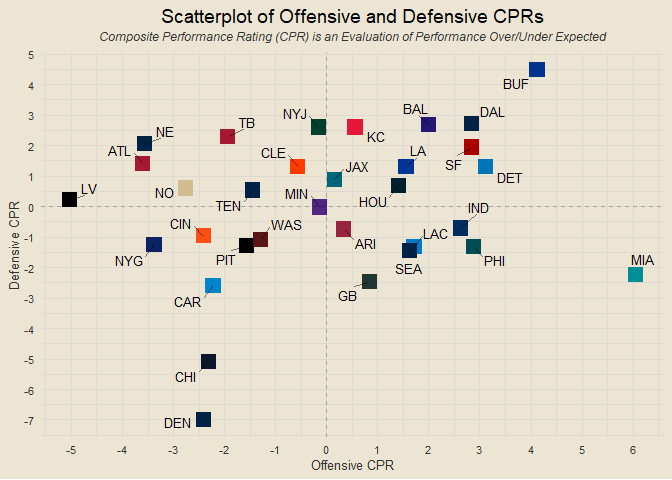 Scatterplot of Offensive and Defensive CPRs
Composite Performance Rating (CPR) is an Evaluation of Performance Over/Under Expected
5
BUF
4
3
NYJ
BAL
DAL
NE
TB
KC
2
ATL
CLE
LA
SF
1
JAX
DET
LV
NO
TEN
MIN
HOU
0
IND
CIN
WAS
LAC
-1
NYG
PIT
ARI
SEA
PHI
MIA
-2
CAR
GB
-3
-4
-5
CHI
-6
-7
DEN
Defensive CPR
-5 -4 -3 -2 -1 0 1 2 3 4 5 6
Offensive CPR